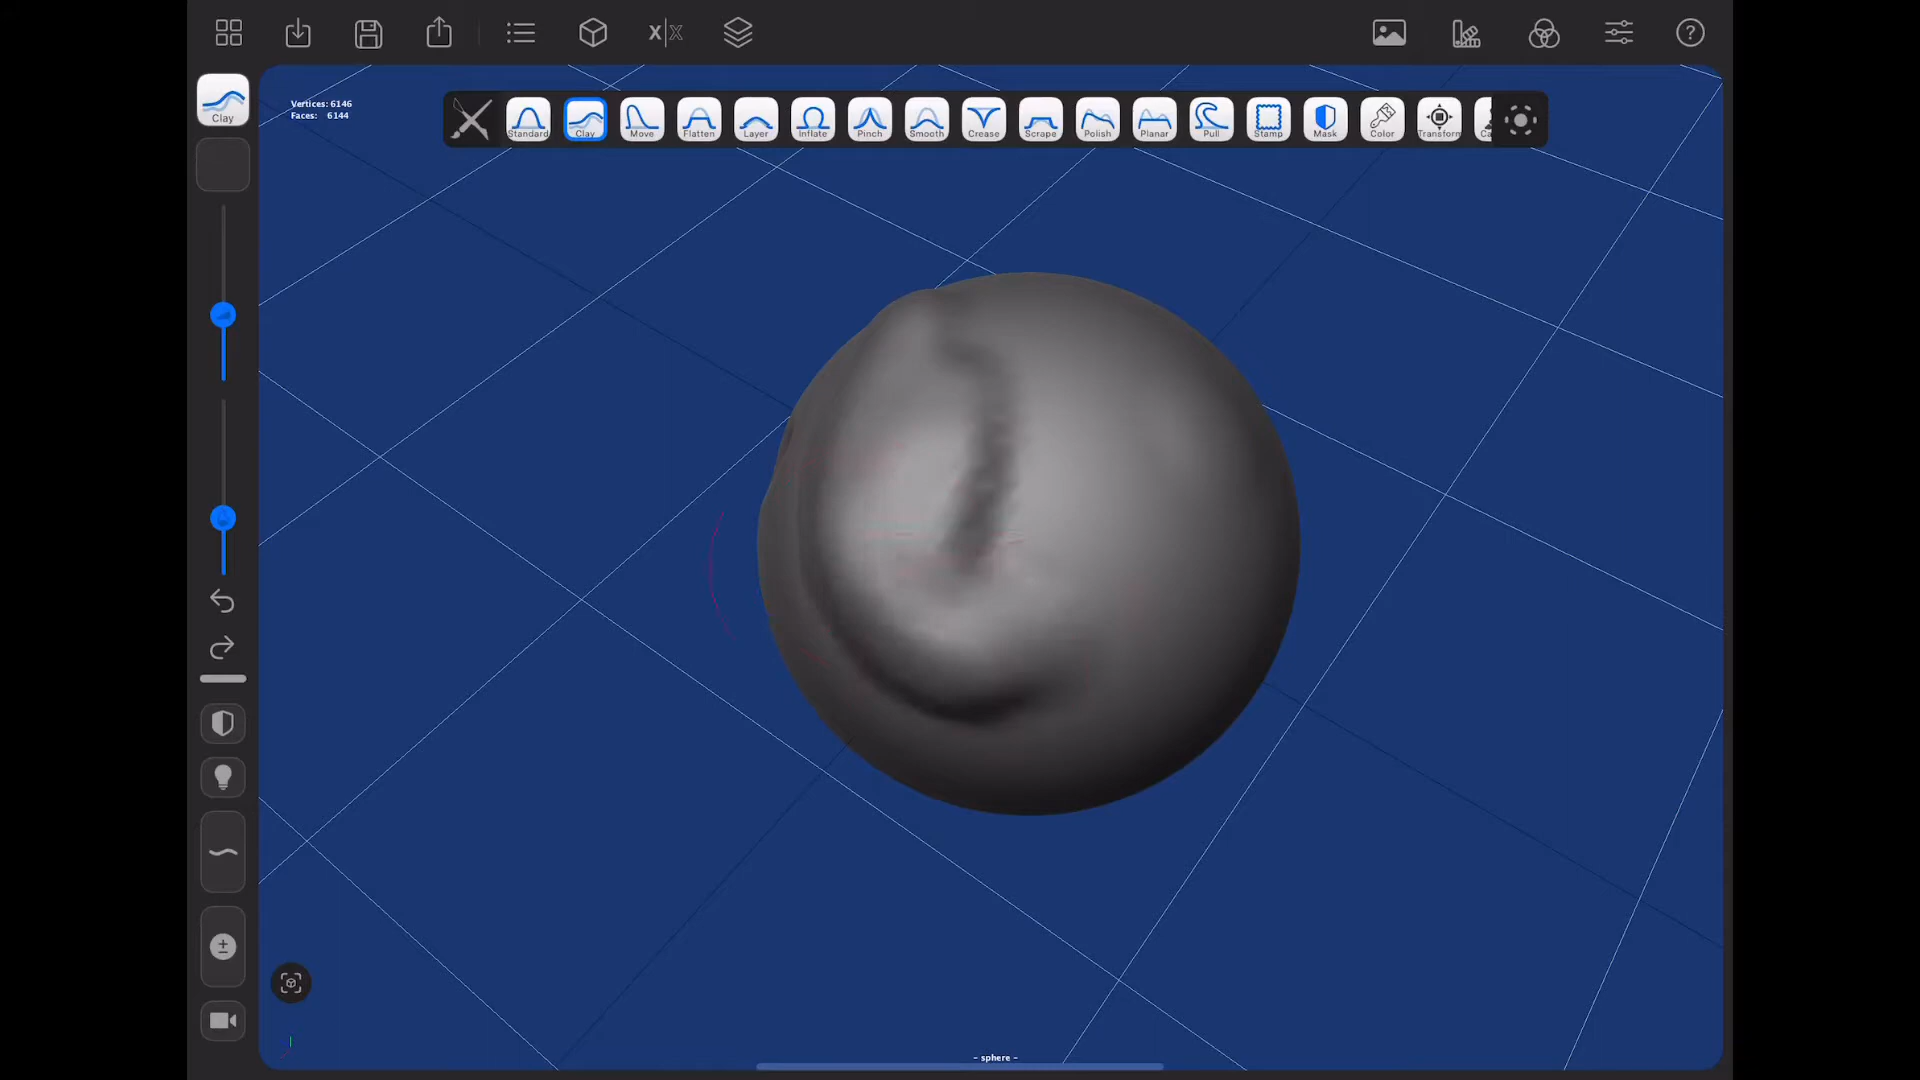 Clay
Vertices: 6146
Faces: 6144
Standard
Clay
Move
Flatten
Layer
Inflate
Pinch
Smooth
Crease
Scrape
Polish
Planar
Pull
Stamp
Mask
Color
Transform
Ca
- sphere -